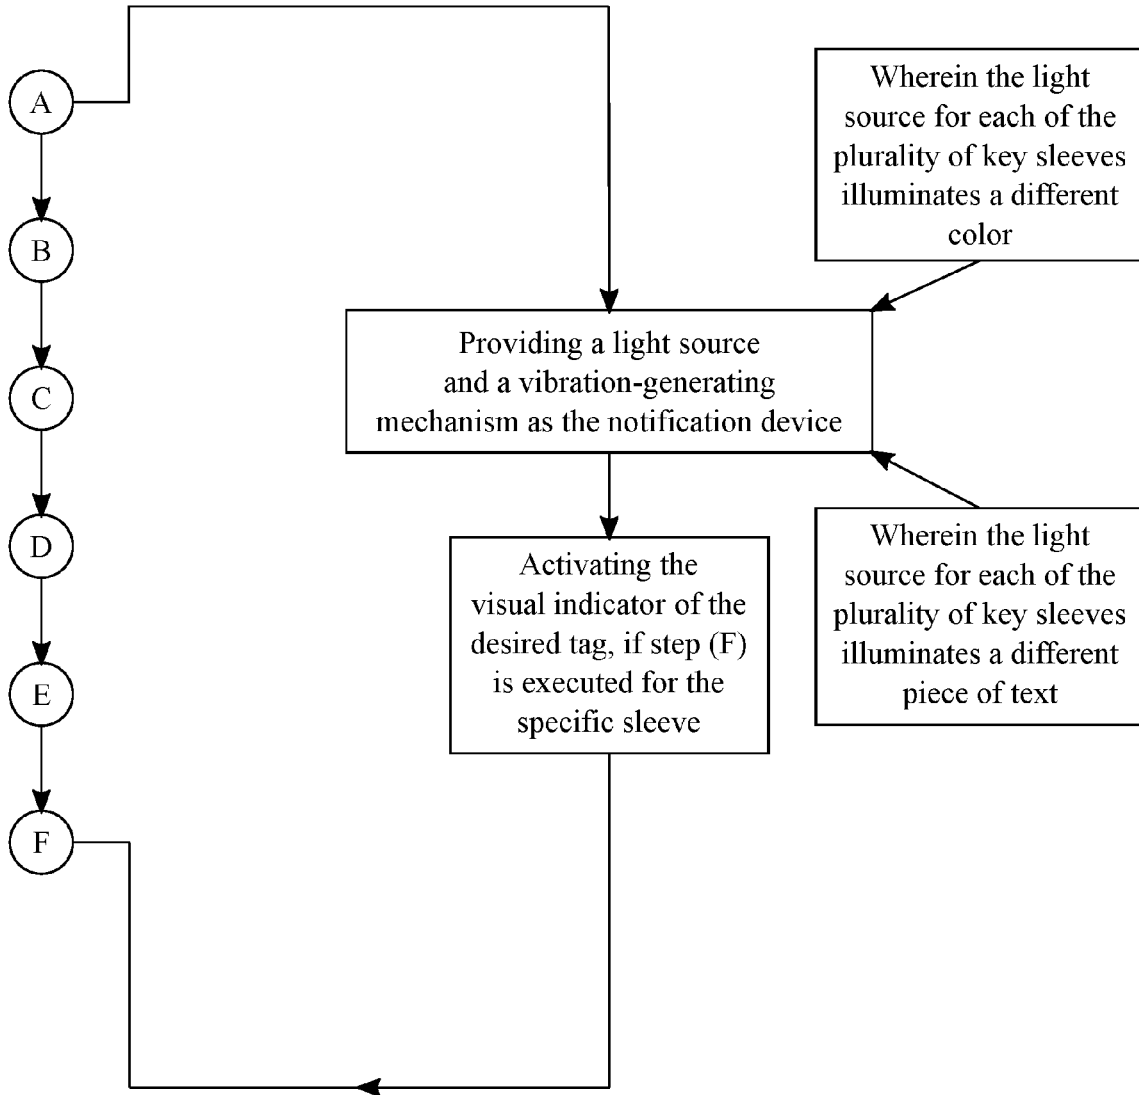 A
B
C
D
E
F
Wherein the light
source for each of the
plurality of key sleeves
illuminates a different
color
Providing a light source
and a vibration-generating
mechanism as the notification device
Wherein the light
source for each of the
plurality of key sleeves
illuminates a different
piece of text
Activating the
visual indicator of the
desired tag, if step (F)
is executed for the
specific sleeve